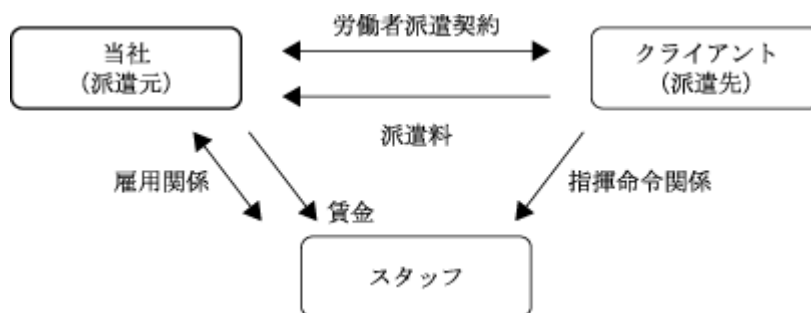 労働者派遣契約
当社
(派遣元)
クライアント
(派遣先)
派遣料
雇用関係
指揮命令関係
賃金
スタッフ